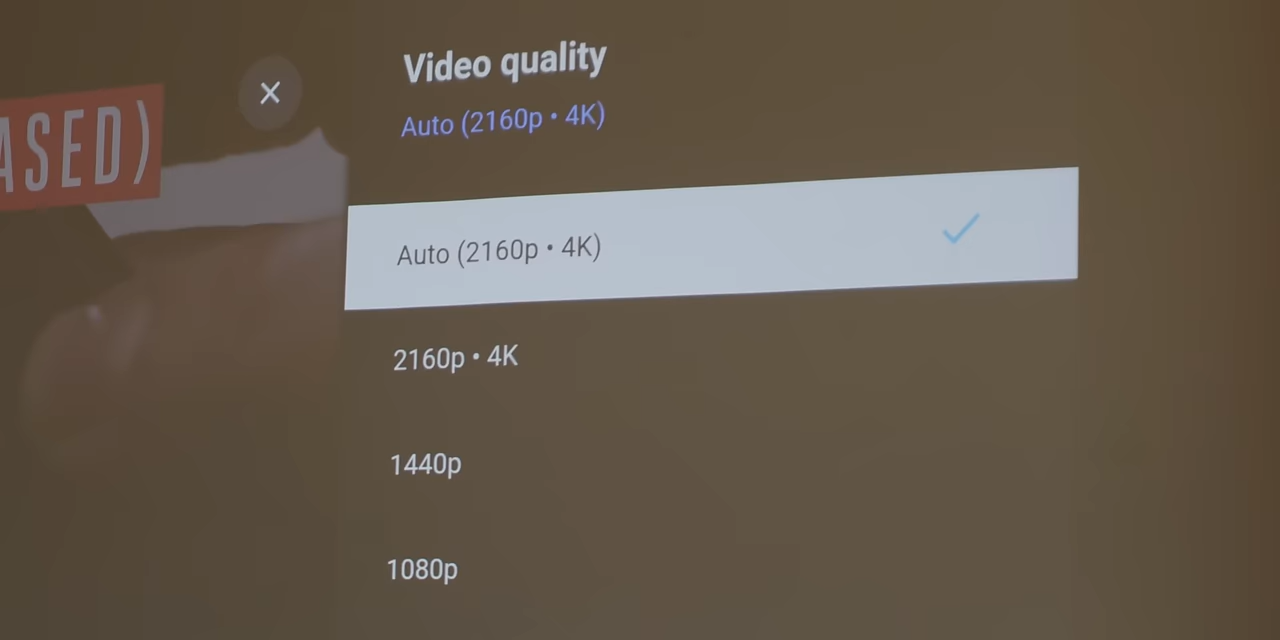 ASED)
Video quality
Auto (2160p • 4K)
Auto (2160p • 4K)
2160p • 4K
1440p
1080p